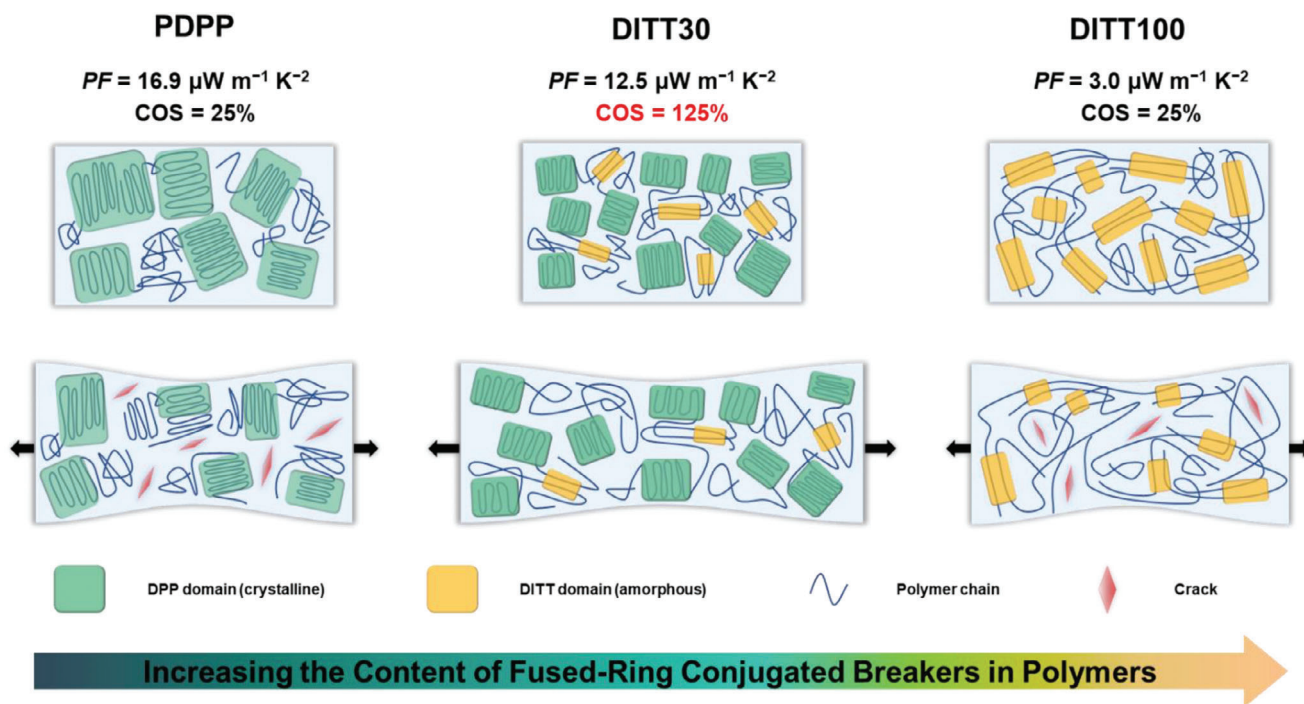 PDPP
PF = 16.9 μW m⁻¹ K⁻²
COS = 25%
DITT30
PF = 12.5 μW m⁻¹ K⁻²
COS = 125%
DITT100
PF = 3.0 μW m⁻¹ K⁻²
COS = 25%
DPP domain (crystalline)
DITT domain (amorphous)
Polymer chain
Crack
Increasing the Content of Fused-Ring Conjugated Breakers in Polymers